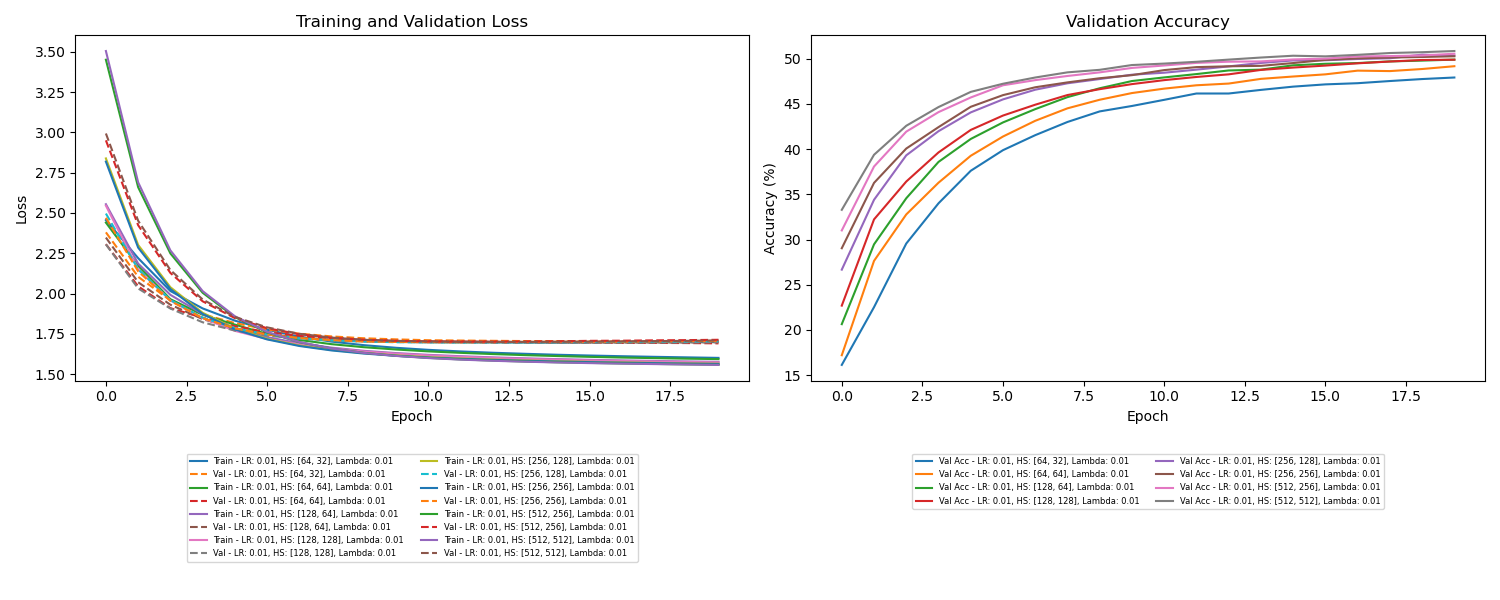 Training and Validation Loss
3.50
3.25
3.00
2.75
2.50
2.25
2.00
1.75
1.50
Loss
0.0 2.5 5.0 7.5 10.0 12.5 15.0 17.5
Epoch
Train - LR: 0.01, HS: [64, 32], Lambda: 0.01
Val - LR: 0.01, HS: [64, 32], Lambda: 0.01
Train - LR: 0.01, HS: [64, 64], Lambda: 0.01
Val - LR: 0.01, HS: [64, 64], Lambda: 0.01
Train - LR: 0.01, HS: [128, 64], Lambda: 0.01
Val - LR: 0.01, HS: [128, 64], Lambda: 0.01
Train - LR: 0.01, HS: [128, 128], Lambda: 0.01
Val - LR: 0.01, HS: [128, 128], Lambda: 0.01
Train - LR: 0.01, HS: [256, 128], Lambda: 0.01
Val - LR: 0.01, HS: [256, 128], Lambda: 0.01
Train - LR: 0.01, HS: [256, 256], Lambda: 0.01
Val - LR: 0.01, HS: [256, 256], Lambda: 0.01
Train - LR: 0.01, HS: [512, 256], Lambda: 0.01
Val - LR: 0.01, HS: [512, 256], Lambda: 0.01
Train - LR: 0.01, HS: [512, 512], Lambda: 0.01
Val - LR: 0.01, HS: [512, 512], Lambda: 0.01
Validation Accuracy
50
45
40
35
30
25
20
15
Accuracy (%)
0.0 2.5 5.0 7.5 10.0 12.5 15.0 17.5
Epoch
Val Acc - LR: 0.01, HS: [64, 32], Lambda: 0.01
Val Acc - LR: 0.01, HS: [64, 64], Lambda: 0.01
Val Acc - LR: 0.01, HS: [128, 64], Lambda: 0.01
Val Acc - LR: 0.01, HS: [128, 128], Lambda: 0.01
Val Acc - LR: 0.01, HS: [256, 128], Lambda: 0.01
Val Acc - LR: 0.01, HS: [256, 256], Lambda: 0.01
Val Acc - LR: 0.01, HS: [512, 256], Lambda: 0.01
Val Acc - LR: 0.01, HS: [512, 512], Lambda: 0.01